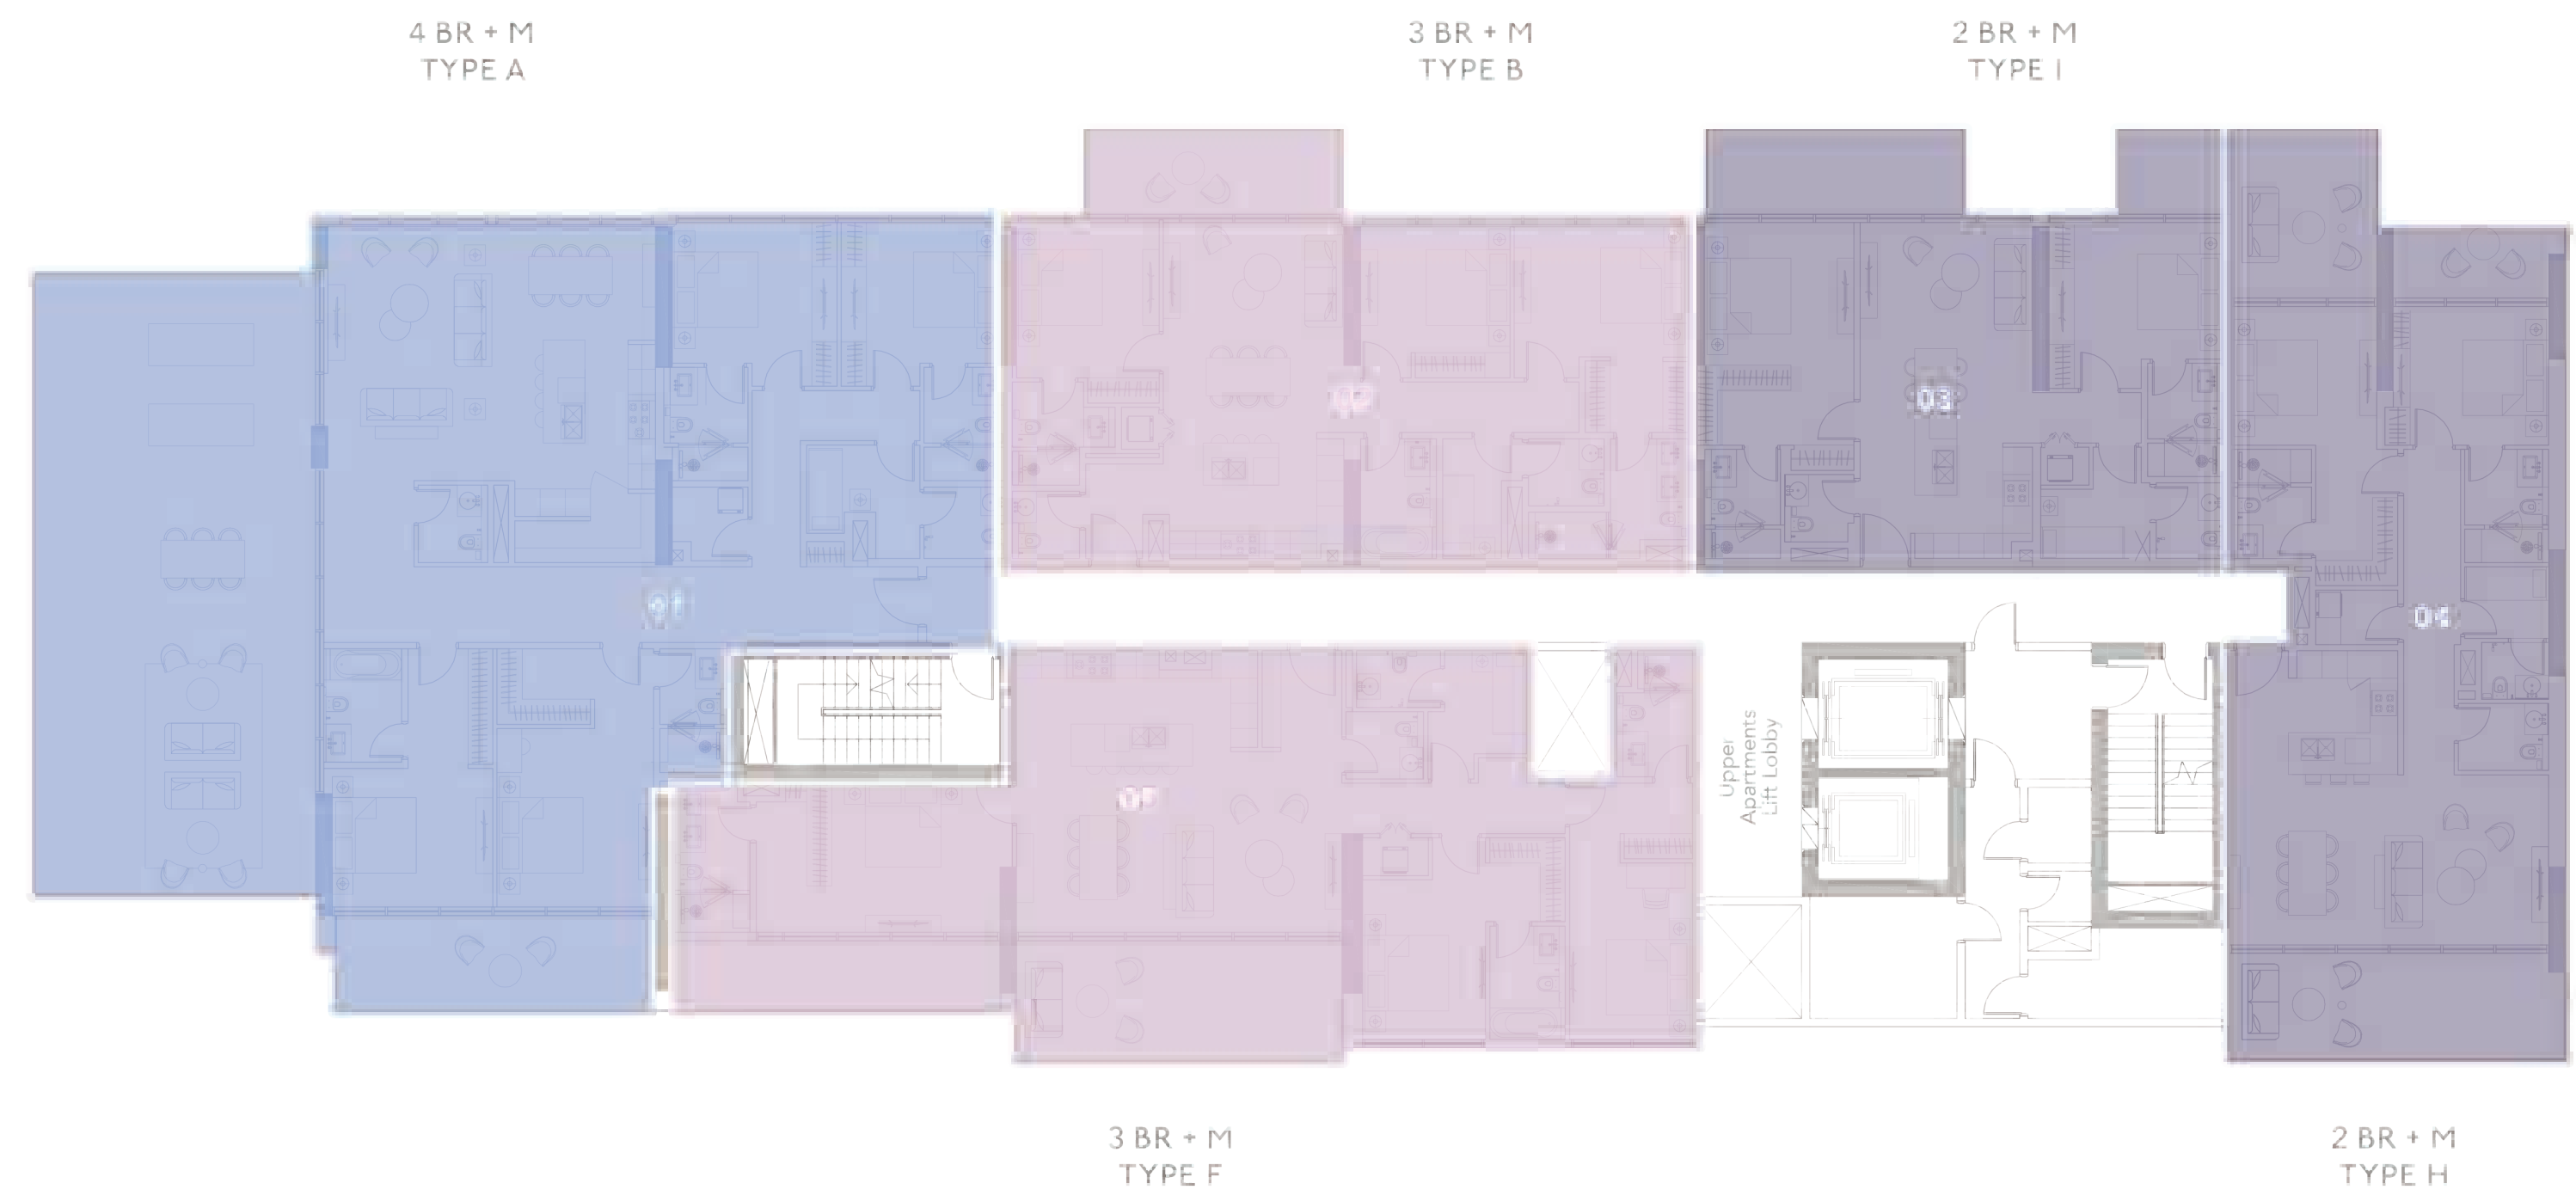 4 BR + M
TYPE A
3 BR + M
TYPE B
2 BR + M
TYPE I
02
03
01
04
Upper
Apartments
Lift Lobby
3 BR + M
TYPE F
2 BR + M
TYPE H